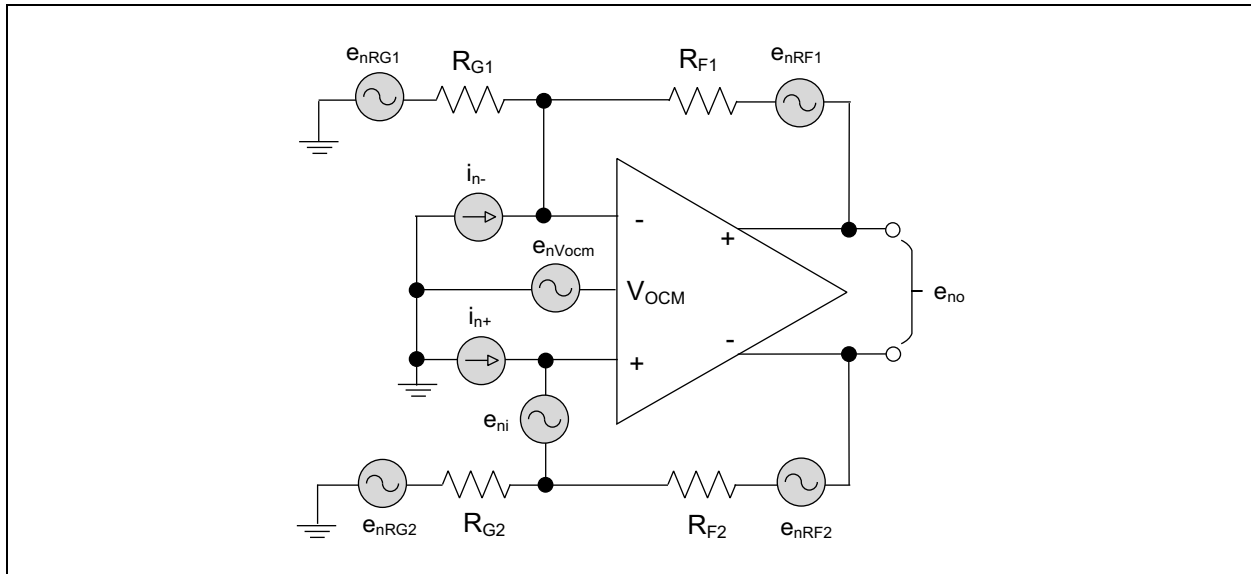 e_nRG1
R_G1
R_F1
e_nRF1
i_n-
-
e_nVocm
+
V_OCM
e_no
i_n+
-
+
e_ni
e_nRG2
R_G2
R_F2
e_nRF2